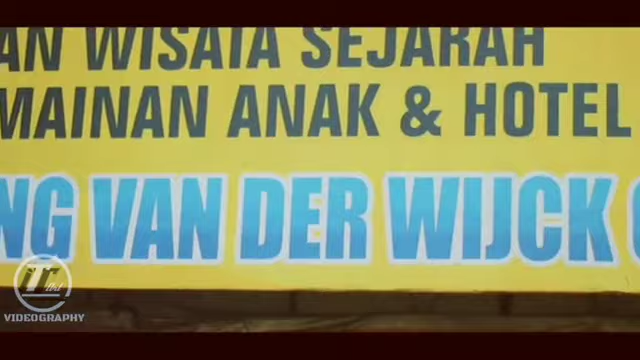 AN WISATA SEJARAH
MAINAN ANAK & HOTEL
NG VAN DER WIJCK
VIDEOGRAPHY